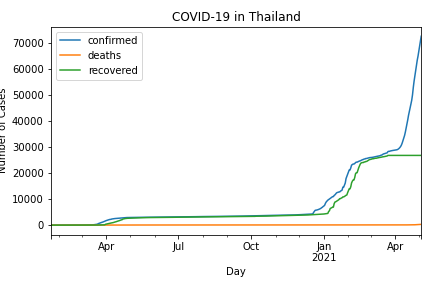 COVID-19 in Thailand
confirmed
deaths
recovered
70000
60000
50000
40000
30000
20000
10000
0
Number of Cases
Apr
Jul
Oct
Jan
2021
Apr
Day